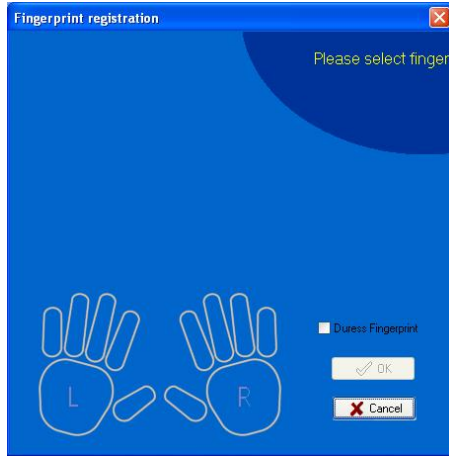 Fingerprint registration
Please select finger
L
R
Duress Fingerprint
OK
Cancel